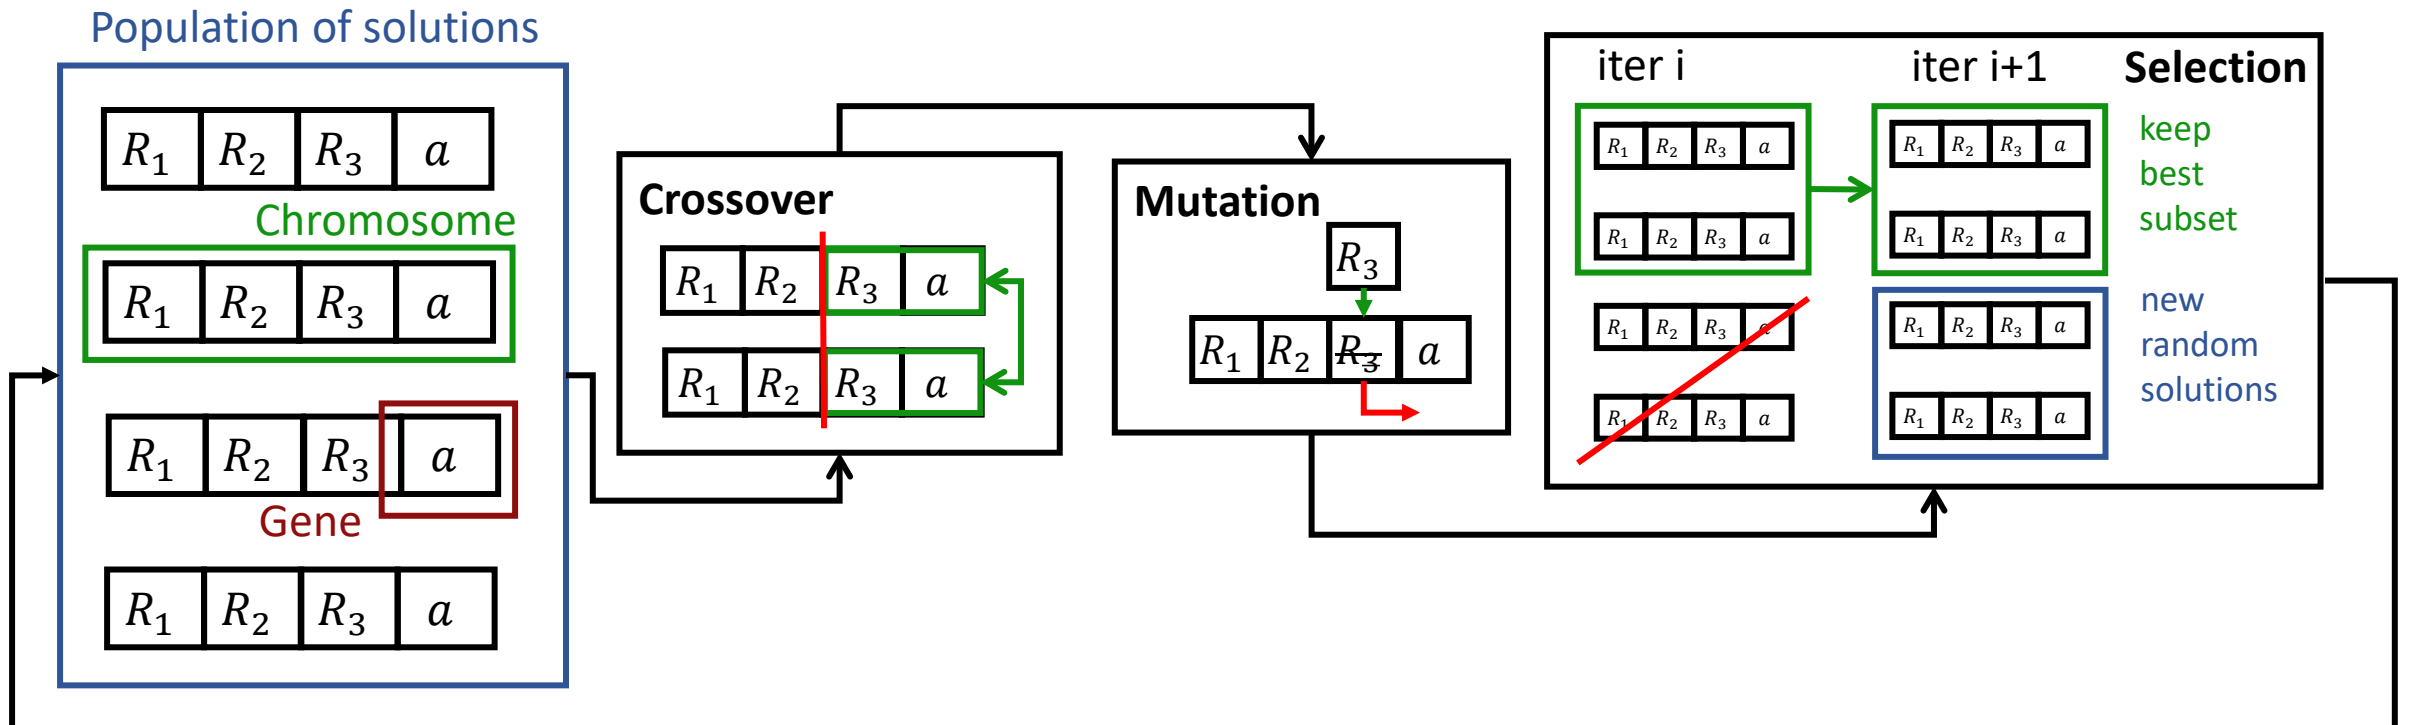 Population of solutions
R₁ R₂ R₃ a
Chromosome
R₁ R₂ R₃ a
R₁ R₂ R₃ a
Gene
R₁ R₂ R₃ a
Crossover
R₁ R₂ R₃ a
R₁ R₂ R₃ a
Mutation
R₃
R₁ R₂ R₃ a
iter i iter i+1 Selection
R₁ R₂ R₃ a
R₁ R₂ R₃ a
R₁ R₂ R₃ a
R₁ R₂ R₃ a
R₁ R₂ R₃ a
R₁ R₂ R₃ a
R₁ R₂ R₃ a
R₁ R₂ R₃ a
keep
best
subset
new
random
solutions